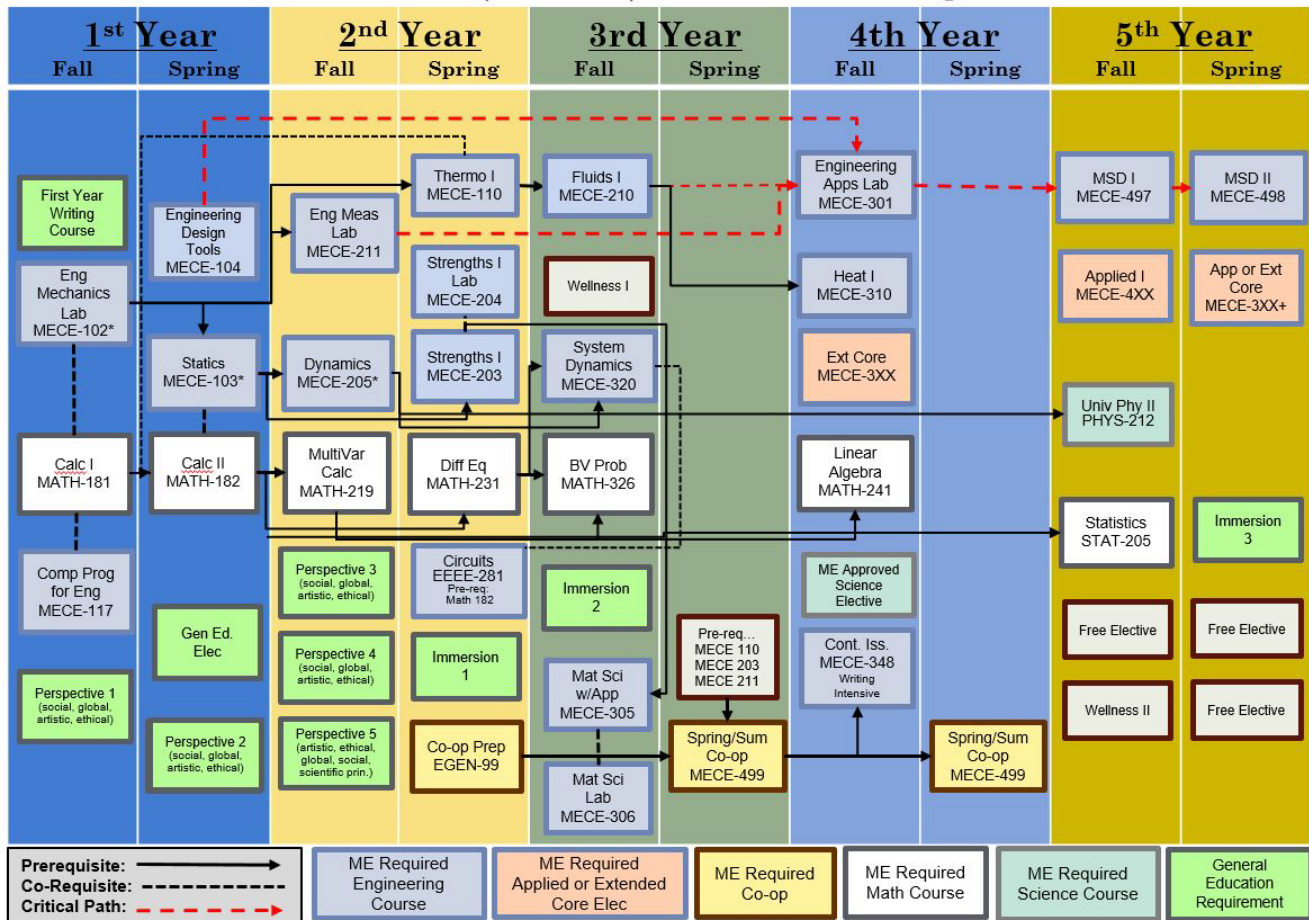 1st Year
Fall
Spring
2nd Year
Fall
Spring
3rd Year
Fall
Spring
4th Year
Fall
Spring
5th Year
Fall
Spring
First Year
Writing
Course
Eng
Mechanics
Lab
MECE-102*
Calc I
MATH-181
Comp Prog
for Eng
MECE-117
Perspective 1
(social, global,
artistic, ethical)
Engineering
Design
Tools
MECE-104
Statics
MECE-103*
Calc II
MATH-182
Gen Ed.
Elec
Perspective 2
(social, global,
artistic, ethical)
Eng Meas
Lab
MECE-211
Dynamics
MECE-205*
MultiVar
Calc
MATH-219
Perspective 3
(social, global,
artistic, ethical)
Perspective 4
(social, global,
artistic, ethical)
Perspective 5
(artistic, ethical,
global, social,
scientific prin.)
Thermo I
MECE-110
Strengths I
Lab
MECE-204
Strengths I
MECE-203
Diff Eq
MATH-231
Circuits
EEEE-281
Pre-req:
Math 182
Immersion
1
Co-op Prep
EGEN-99
Fluids I
MECE-210
Wellness I
System
Dynamics
MECE-320
BV Prob
MATH-326
Immersion
2
Mat Sci
w/App
MECE-305
Mat Sci
Lab
MECE-306
Pre-req...
MECE 110
MECE 203
MECE 211
Spring/Sum
Co-op
MECE-499
Engineering
Apps Lab
MECE-301
Heat I
MECE-310
Ext Core
MECE-3XX
Linear
Algebra
MATH-241
ME Approved
Science
Elective
Cont. Iss.
MECE-348
Writing
Intensive
Spring/Sum
Co-op
MECE-499
MSD I
MECE-497
Applied I
MECE-4XX
Univ Phy II
PHYS-212
Statistics
STAT-205
Free Elective
Wellness II
MSD II
MECE-498
App or Ext
Core
MECE-3XX+
Immersion
3
Free Elective
Free Elective
Prerequisite:
Co-Requisite:
Critical Path:
ME Required
Engineering
Course
ME Required
Applied or Extended
Core Elec
ME Required
Co-op
ME Required
Math Course
ME Required
Science Course
General
Education
Requirement